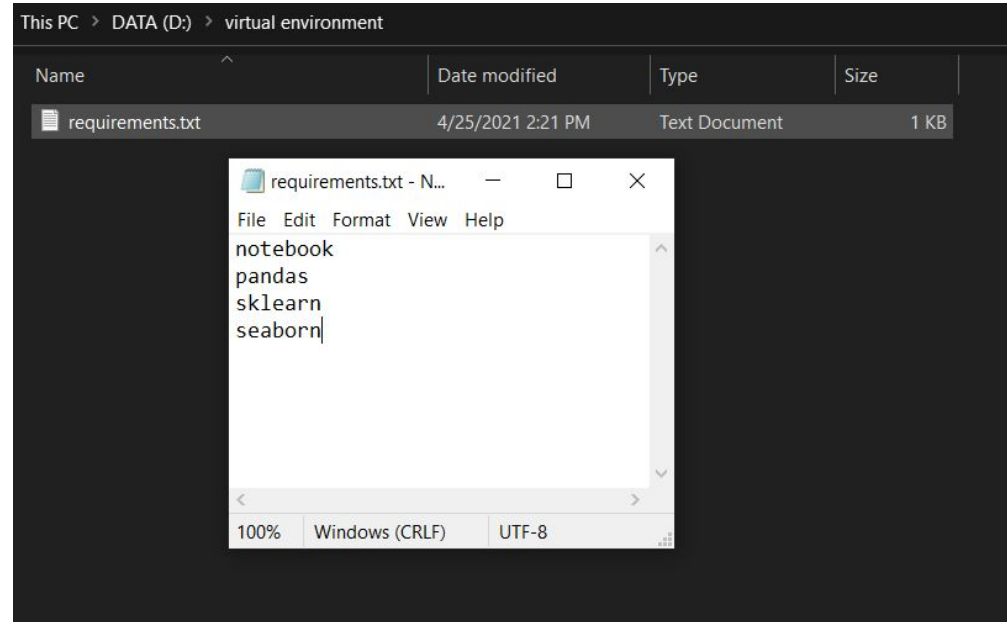 This PC > DATA (D:) > virtual environment
Name Date modified Type Size
requirements.txt 4/25/2021 2:21 PM Text Document 1 KB
requirements.txt - N...
File Edit Format View Help
notebook
pandas
sklearn
seaborn
100% Windows (CRLF) UTF-8